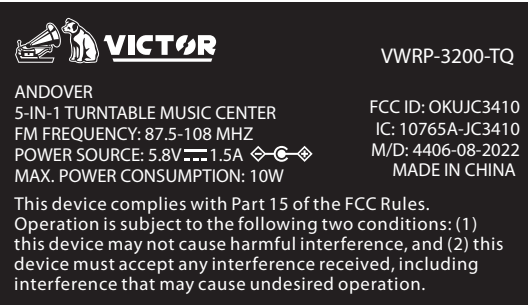 VICTOR
VWRP-3200-TQ
ANDOVER
5-IN-1 TURNTABLE MUSIC CENTER
FM FREQUENCY: 87.5-108 MHZ
POWER SOURCE: 5.8V 1.5A
MAX. POWER CONSUMPTION: 10W
FCC ID: OKUJC3410
IC: 10765A-JC3410
M/D: 4406-08-2022
MADE IN CHINA
This device complies with Part 15 of the FCC Rules.
Operation is subject to the following two conditions: (1)
this device may not cause harmful interference, and (2) this
device must accept any interference received, including
interference that may cause undesired operation.